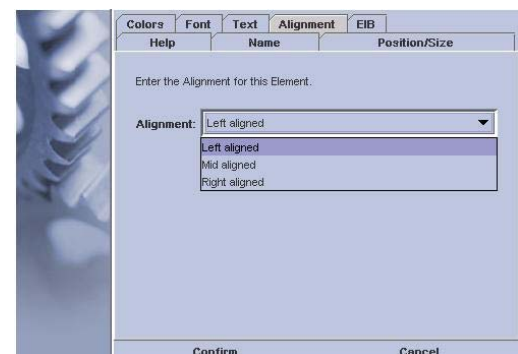 Colors Font Text Alignment EIB
Help Name Position/Size
Enter the Alignment for this Element.
Alignment: Left aligned
Left aligned
Mid aligned
Right aligned
Confirm Cancel